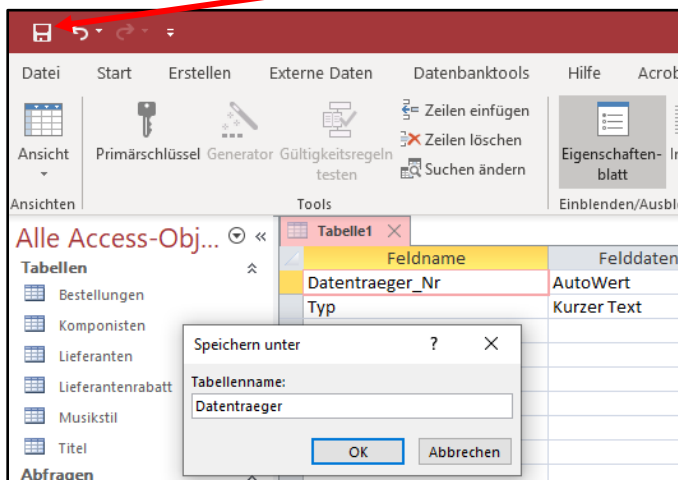 Datei Start Erstellen Externe Daten Datenbanktools Hilfe Acrob
Ansicht Primärschlüssel Generator Gültigkeitsregeln testen Zeilen einfügen
Zeilen löschen
Suchen ändern
Eigenschaften-
blatt
Ansichten Tools Einblenden/Ausbl
Alle Access-Obj... «
Tabelle1
Tabellen
Feldname Felddaten
Datentraeger_Nr AutoWert
Typ Kurzer Text
Bestellungen
Komponisten
Lieferanten
Lieferantenrabatt
Musikstil
Titel
Abfragen
Speichern unter ?
Tabellenname:
Datentraeger
OK Abbrechen